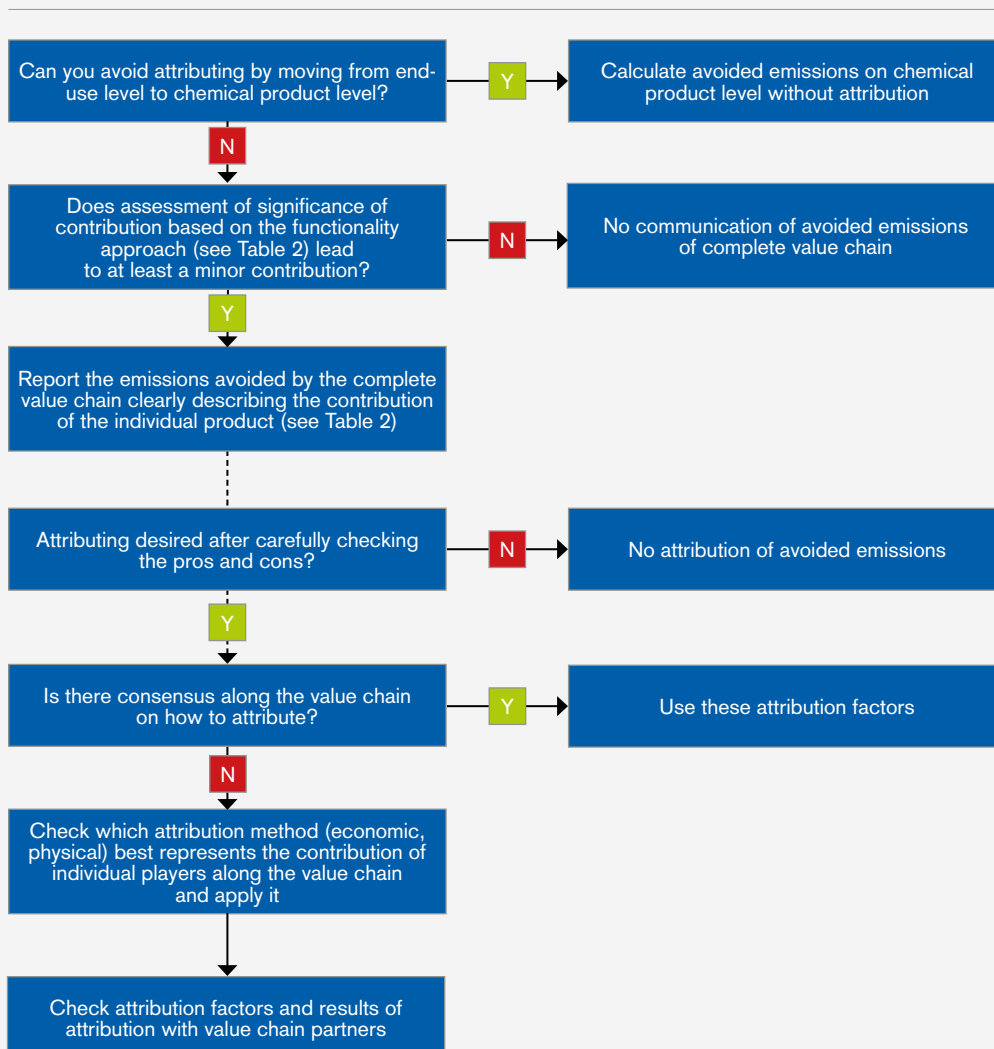 Can you avoid attributing by moving from end-
use level to chemical product level?
Y
Calculate avoided emissions on chemical
product level without attribution
N
Does assessment of significance of
contribution based on the functionality
approach (see Table 2) lead
to at least a minor contribution?
N
No communication of avoided emissions
of complete value chain
Y
Report the emissions avoided by the complete
value chain clearly describing the contribution
of the individual product (see Table 2)
Attributing desired after carefully checking
the pros and cons?
N
No attribution of avoided emissions
Y
Is there consensus along the value chain
on how to attribute?
Y
Use these attribution factors
N
Check which attribution method (economic,
physical) best represents the contribution of
individual players along the value chain
and apply it
Check attribution factors and results of
attribution with value chain partners